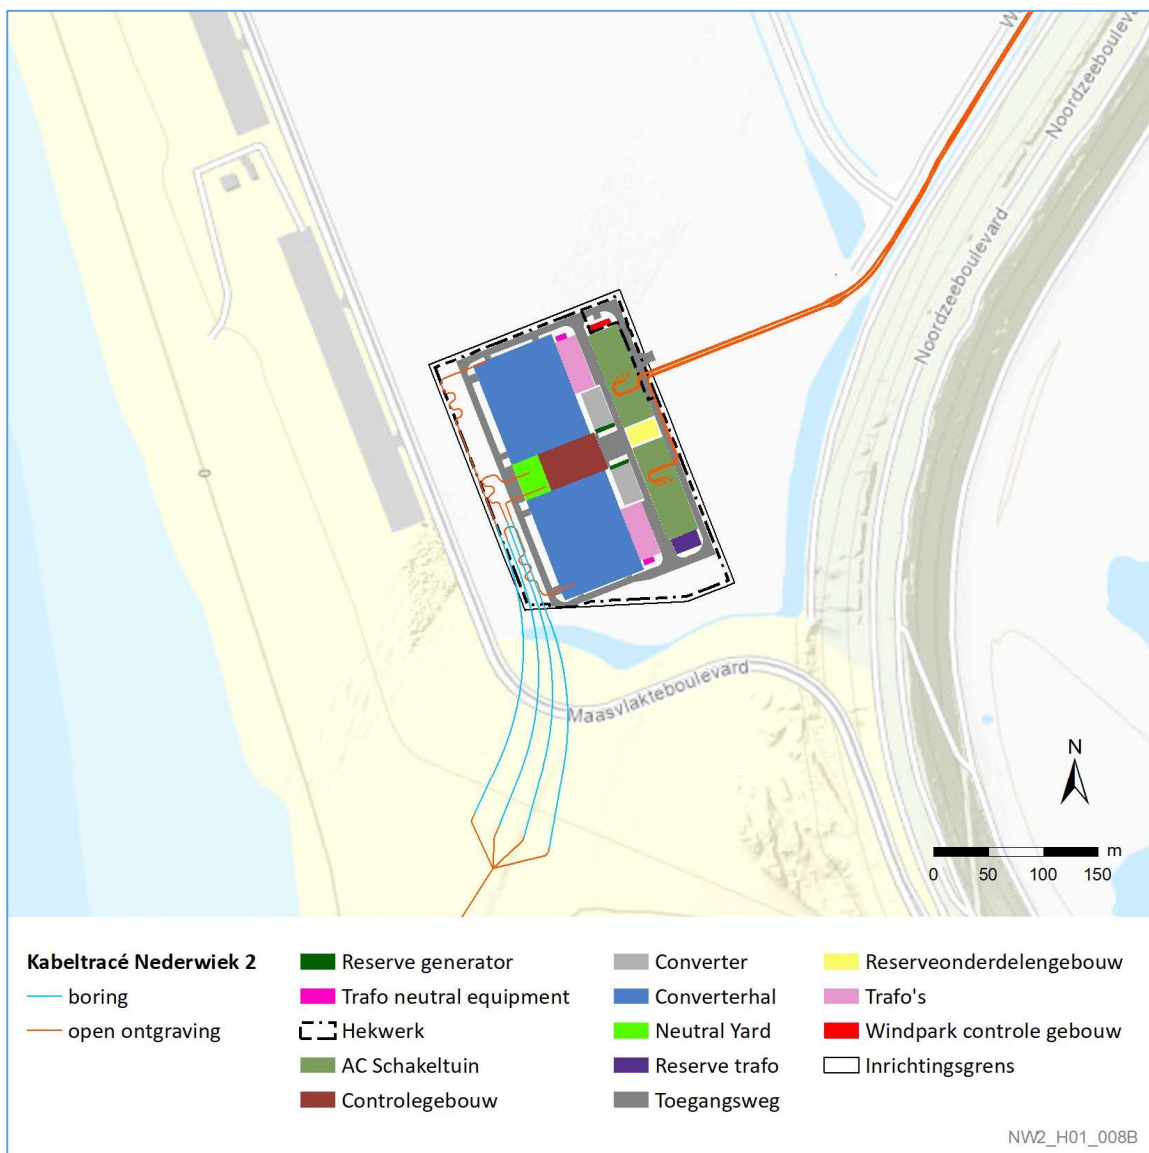 W
Noordzeeboulevard
Noordzeeboulevard
0
Maasvlakteboulevard
N
m
0 50 100 150
Kabeltracé Nederwiek 2
boring
open ontgraving
Reserve generator
Trafo neutral equipment
Hekwerk
AC Schakeltuin
Controlegebouw
Converter
Converterhal
Neutral Yard
Reserve trafo
Toegangsweg
Reserveonderdelengebouw
Trafo's
Windpark controle gebouw
Inrichtingsgrens
NW2_H01_008B